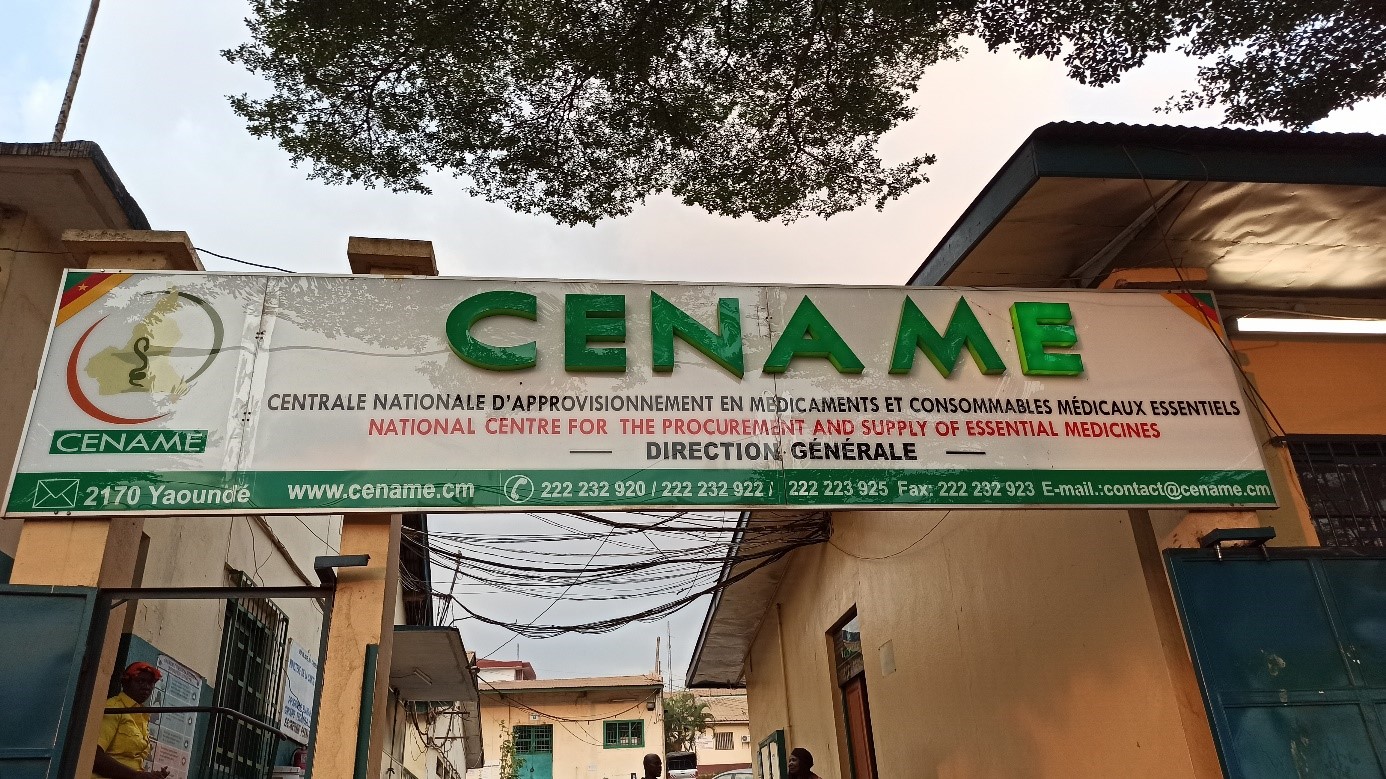 CENAME
CENTRALE NATIONALE D'APPROVISIONNEMENT EN MEDICAMENTS ET CONSOMMABLES MÉDICAUX ESSENTIELS
NATIONAL CENTRE FOR THE PROCUREMENT AND SUPPLY OF ESSENTIAL MEDICINES
DIRECTION GÉNÉRALE
CENAME
2170 Yaoundé www.cename.cm 222 232 920 / 222 232 922 / 222 223 925 Fax: 222 232 923 E-mail.:contact@cename.cm